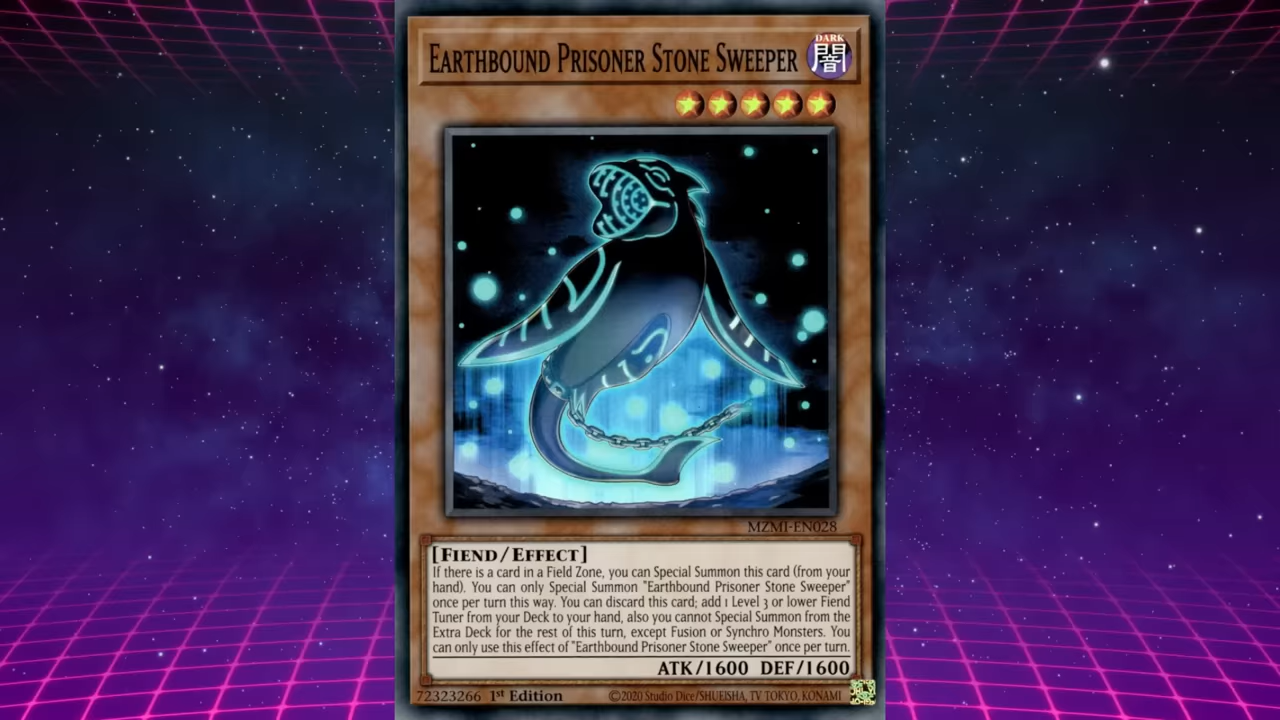 EARTHBOUND PRISONER STONE SWEEPER
DARK
闇
MZMI-EN028
[FIEND/EFFECT]
If there is a card in a Field Zone, you can Special Summon this card (from your
hand). You can only Special Summon "Earthbound Prisoner Stone Sweeper"
once per turn this way. You can discard this card; add 1 Level 3 or lower Fiend
Tuner from your Deck to your hand, also you cannot Special Summon from the
Extra Deck for the rest of this turn, except Fusion or Synchro Monsters. You
can only use this effect of "Earthbound Prisoner Stone Sweeper" once per turn.
ATK/1600 DEF/1600
72323266 1st Edition ©2020 Studio Dice/SHUEISHA, TV TOKYO, KONAMI